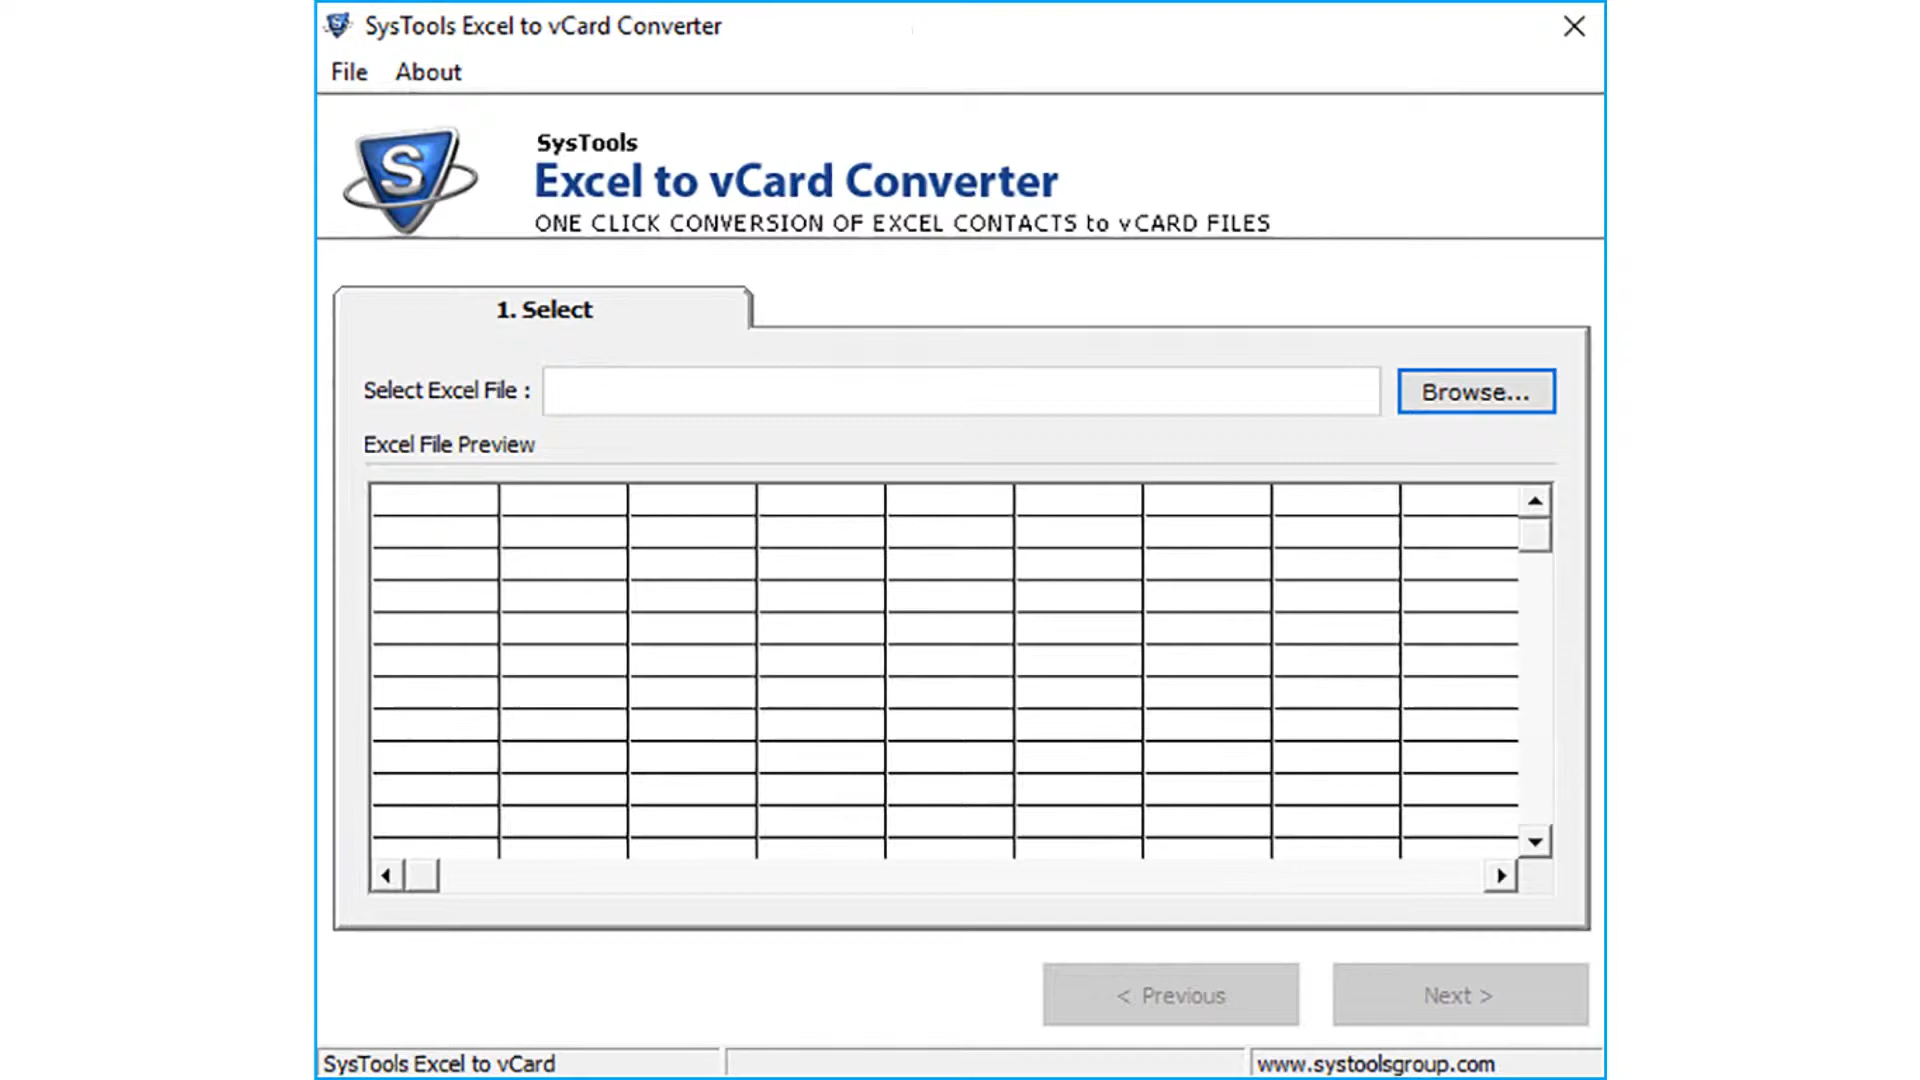 SysTools Excel to vCard Converter
File About
S
SysTools
Excel to vCard Converter
ONE CLICK CONVERSION OF EXCEL CONTACTS to vCARD FILES
1. Select
Select Excel File :
Browse...
Excel File Preview
< Previous
Next >
SysTools Excel to vCard
www.systoolsgroup.com